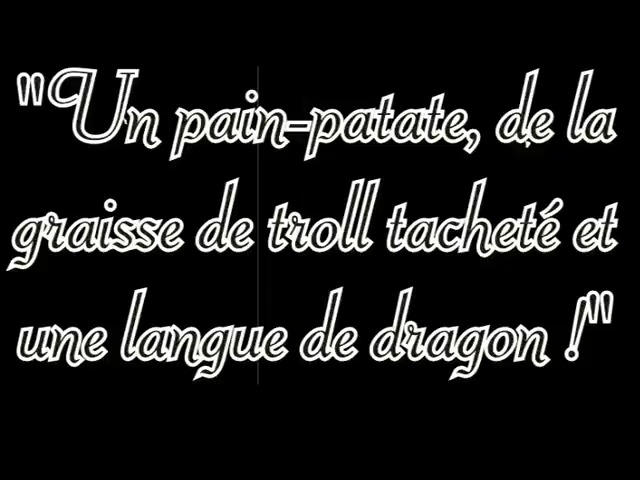 "Un pain-patate, de la
graisse de troll tacheté et
une langue de dragon !"